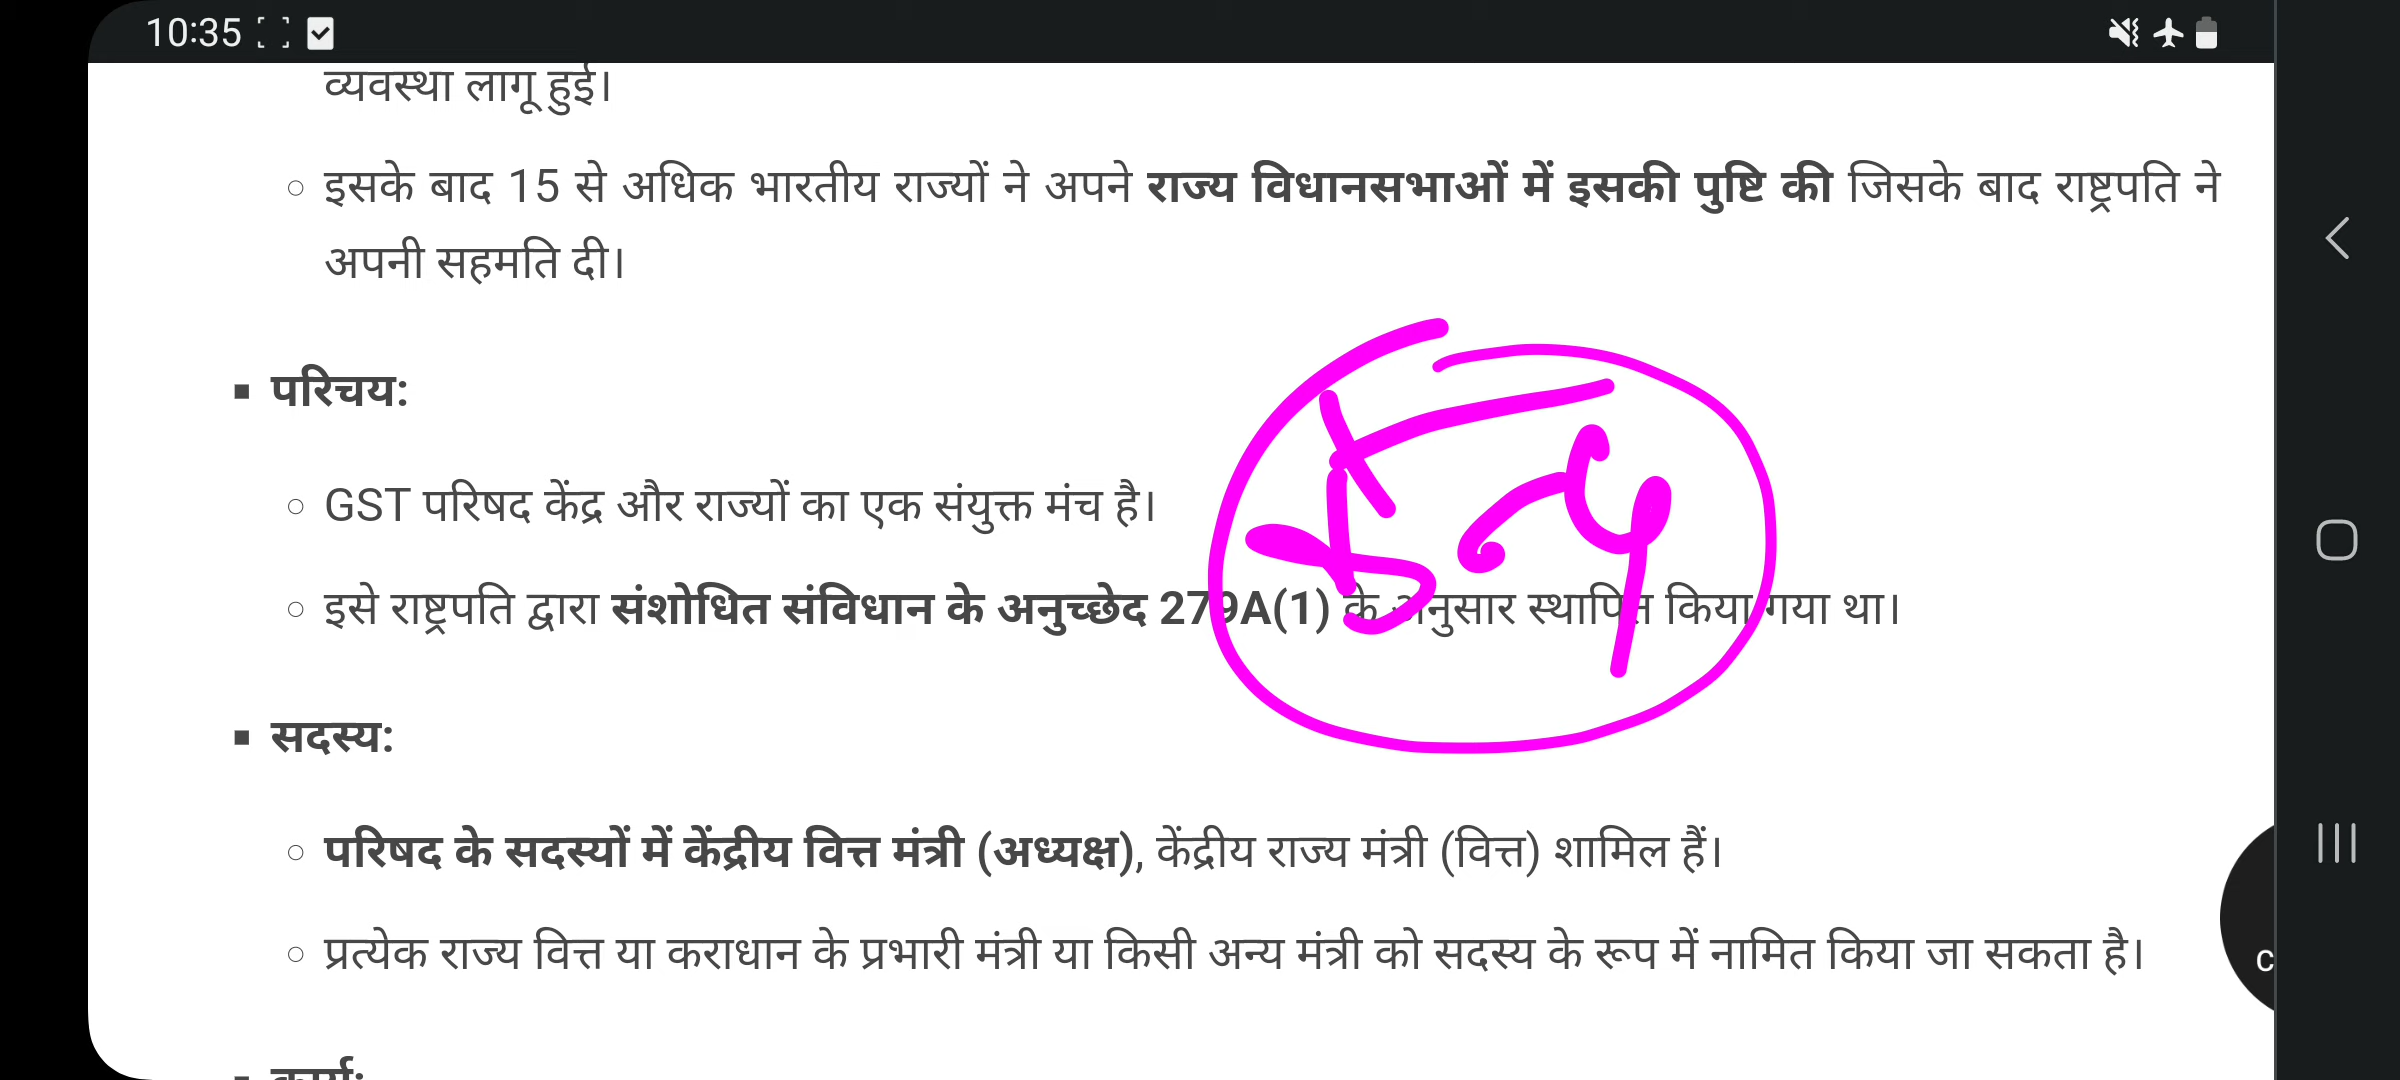 10:35
व्यवस्था लागू हुई।
इसके बाद 15 से अधिक भारतीय राज्यों ने अपने राज्य विधानसभाओं में इसकी पुष्टि की जिसके बाद राष्ट्रपति ने
अपनी सहमति दी।
परिचय:
GST परिषद केंद्र और राज्यों का एक संयुक्त मंच है।
इसे राष्ट्रपति द्वारा संशोधित संविधान के अनुच्छेद 279A(1) के अनुसार स्थापित किया गया था।
सदस्य:
परिषद के सदस्यों में केंद्रीय वित्त मंत्री (अध्यक्ष), केंद्रीय राज्य मंत्री (वित्त) शामिल हैं।
प्रत्येक राज्य वित्त या कराधान के प्रभारी मंत्री या किसी अन्य मंत्री को सदस्य के रूप में नामित किया जा सकता है।